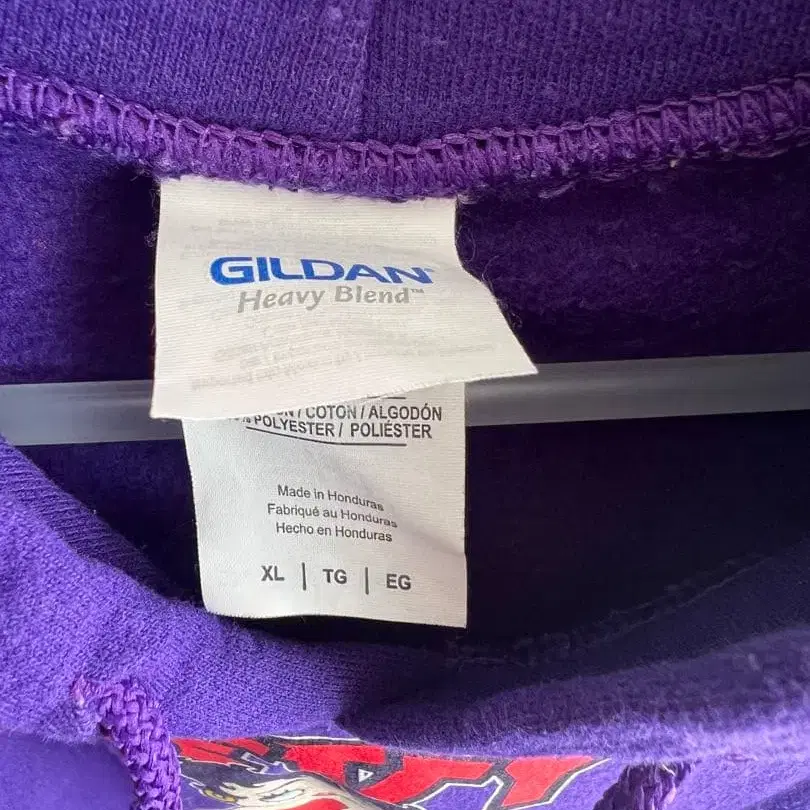 GILDAN
Heavy Blend™
/ COTON / ALGODÓN
POLYESTER / POLIÉSTER
Made in Honduras
Fabriqué au Honduras
Hecho en Honduras
XL | TG | EG